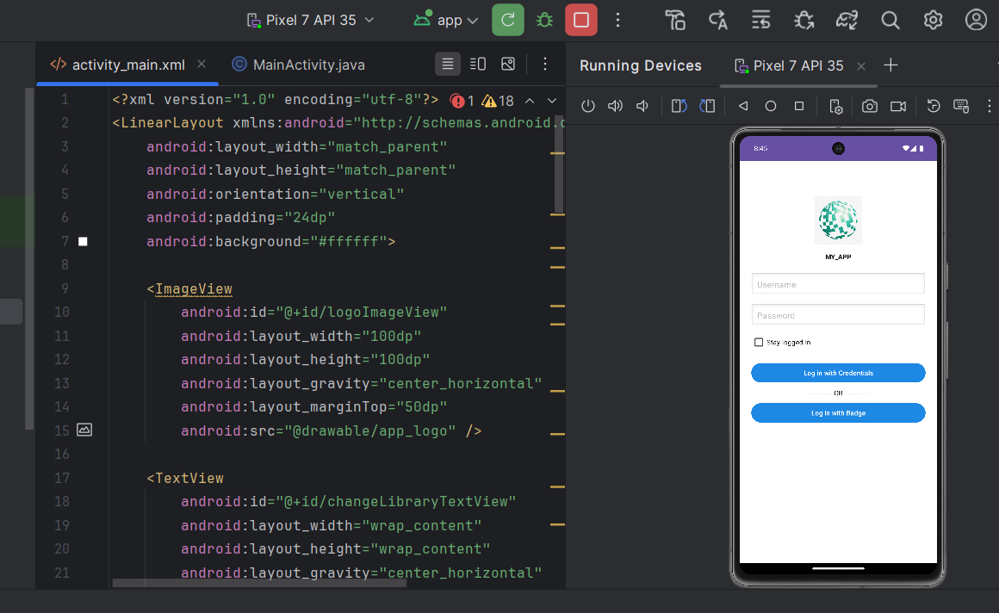 Pixel 7 API 35
app
activity_main.xml
MainActivity.java
Running Devices
Pixel 7 API 35
1 <?xml version="1.0" encoding="utf-8"?>
1 18
2 <LinearLayout xmlns:android="http://schemas.android.
3 android:layout_width="match_parent"
4 android:layout_height="match_parent"
5 android:orientation="vertical"
6 android:padding="24dp"
7 android:background="#ffffff">
8
9 <ImageView
10 android:id="@+id/logoImageView"
11 android:layout_width="100dp"
12 android:layout_height="100dp"
13 android:layout_gravity="center_horizontal"
14 android:layout_marginTop="50dp"
15 android:src="@drawable/app_logo" />
16
17 <TextView
18 android:id="@+id/changeLibraryTextView"
19 android:layout_width="wrap_content"
20 android:layout_height="wrap_content"
21 android:layout_gravity="center_horizontal"
8:45
MY_APP
Username
Password
Stay logged in
Log in with Credentials
OR
Log in with Badge